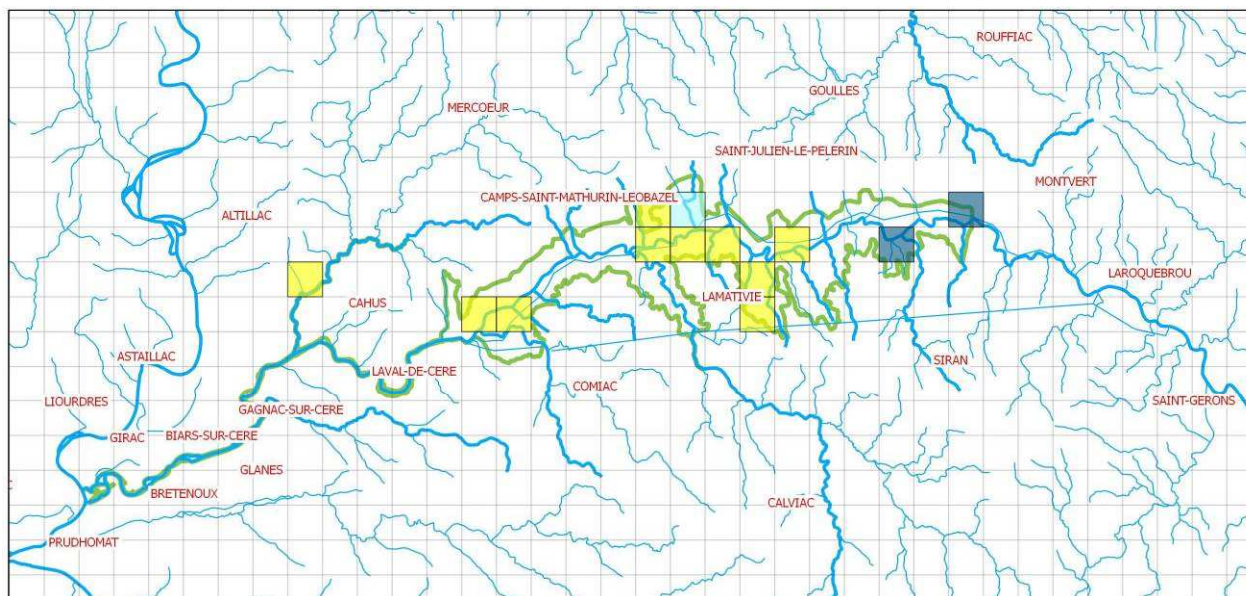 ROUFFIAC
GOULLES
MERCOEUR
SAINT-JULIEN-LE-PELERIN
MONTVERT
CAMPS-SAINT-MATHURIN-LEOBAZEL
ALTILLAC
LAROQUEBROU
LAMATIVIE
CAHUS
ASTAILLAC
SIRAN
LAVAL-DE-CERE
COMIAC
LIOURDRES
SAINT-GERONS
GAGNAC-SUR-CERE
GIRAC
BIARS-SUR-CERE
GLANES
BRETENOUX
CALVIAC
PRUDHOMAT